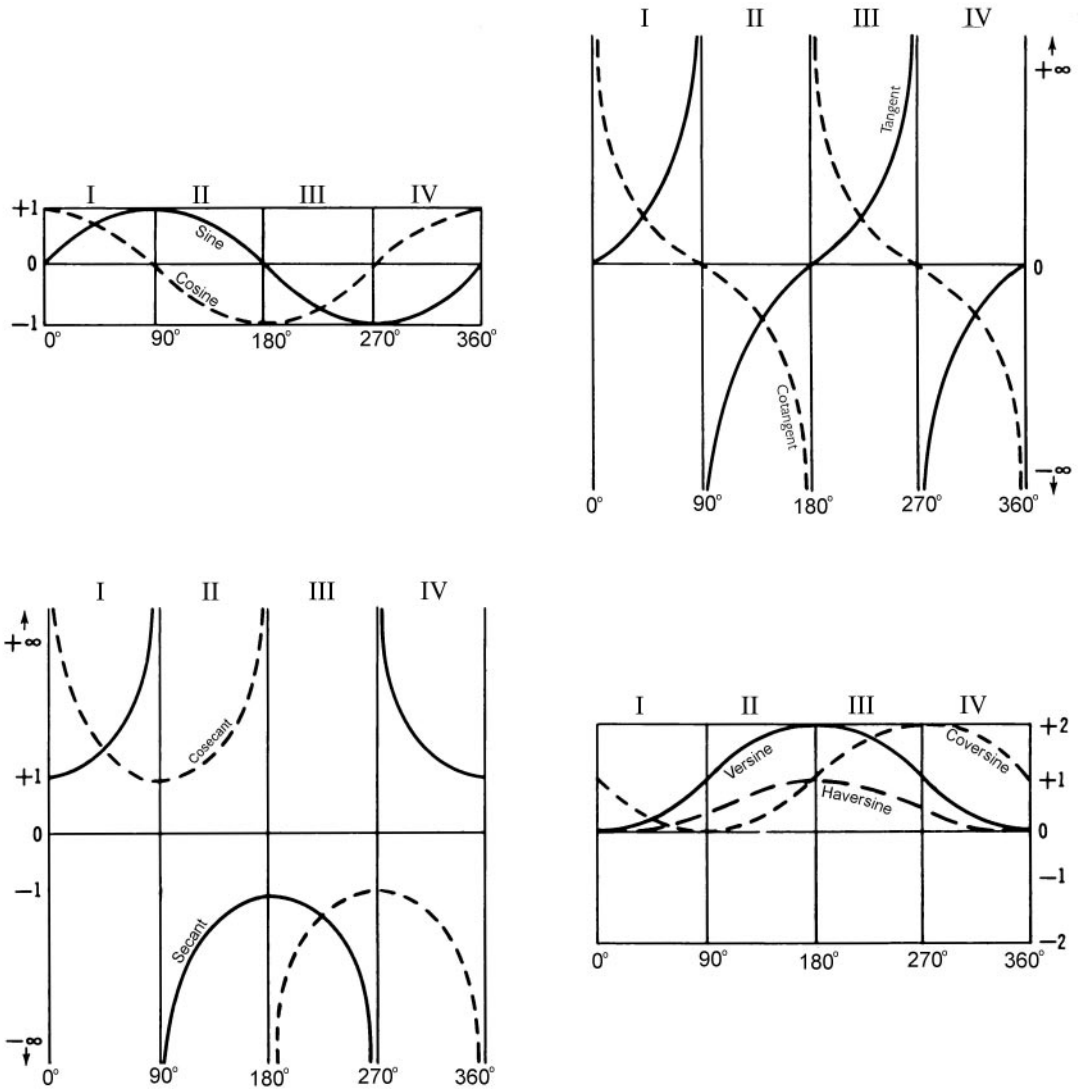 I II III IV
+1
0
−1
Sine
Cosine
0° 90° 180° 270° 360°
I II III IV
+∞
0
−∞
Tangent
Cotangent
0° 90° 180° 270° 360°
I II III IV
+∞
+1
0
−1
−∞
Cosecant
Secant
0° 90° 180° 270° 360°
I II III IV
+2
+1
0
−1
−2
Versine
Coversine
Haversine
0° 90° 180° 270° 360°